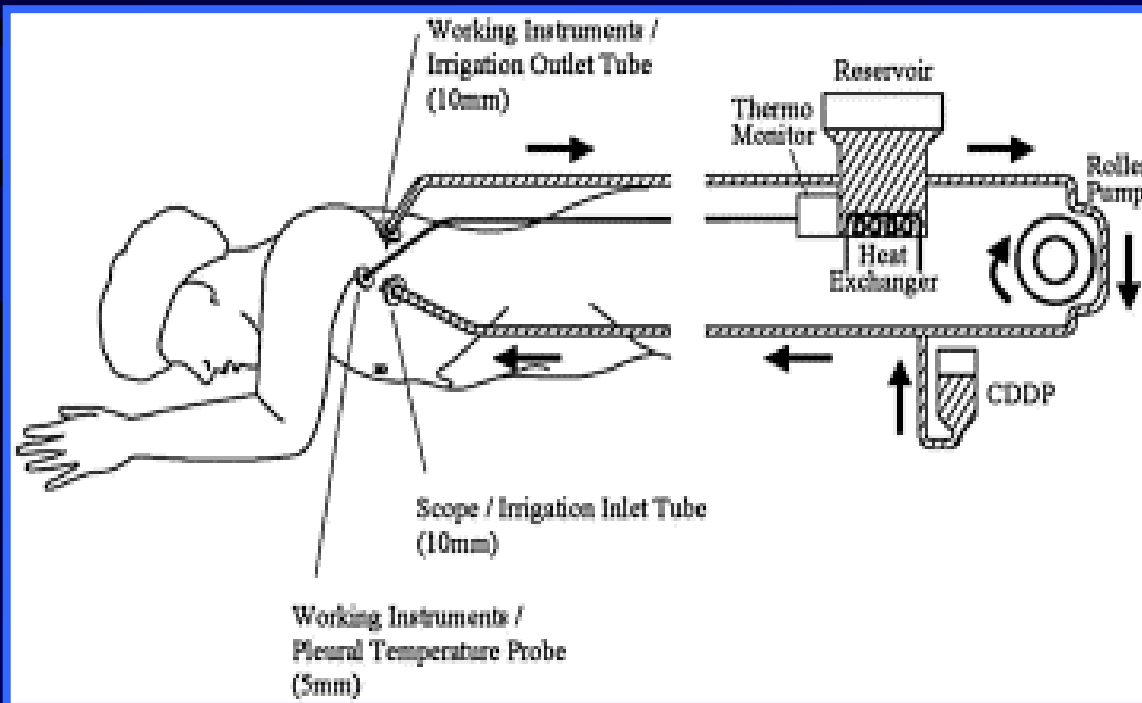 Working Instruments /
Irrigation Outlet Tube
(10mm)
Reservoir
Thermo
Monitor
Roller
Pump
Heat
Exchanger
CDDP
Scope / Irrigation Inlet Tube
(10mm)
Working Instruments /
Pleural Temperature Probe
(5mm)